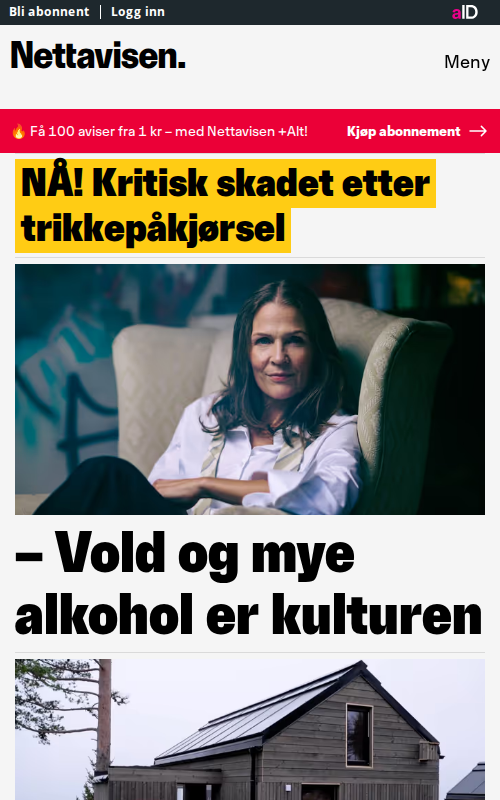 Bli abonnent | Logg inn
aID
Nettavisen.
Meny
🔥 Få 100 aviser fra 1 kr – med Nettavisen +Alt!
Kjøp abonnement →
NÅ! Kritisk skadet etter
trikkepåkjørsel
– Vold og mye
alkohol er kulturen